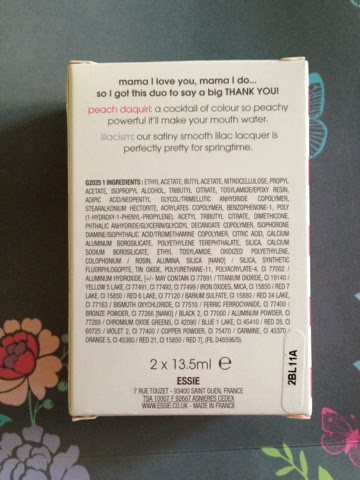 mama I love you, mama I do...
so I got this duo to say a big THANK YOU!
peach daquiri: a cocktail of colour so peachy
powerful it'll make your mouth water.
lilacism: our satiny smooth lilac lacquer is
perfectly pretty for springtime.
G2025 1 INGREDIENTS: ETHYL ACETATE, BUTYL ACETATE, NITROCELLULOSE, PROPYL
ACETATE, ISOPROPYL ALCOHOL, TRIBUTYL CITRATE, TOSYLAMIDE/EPOXY RESIN,
ADIPIC ACID/NEOPENTYL GLYCOL/TRIMELLITIC ANHYDRIDE COPOLYMER,
STEARALKONIUM HECTORITE, ACRYLATES COPOLYMER, BENZOPHENONE-1, POLY
(1-HYDROXY-1-PHENYL-PROPYLENE), ACETYL TRIBUTYL CITRATE, DIMETHICONE,
PHTHALIC ANHYDRIDE/GLYCERIN/GLYCIDYL DECANOATE COPOLYMER, ISOPHORONE
DIAMINE/ISOPHTHALIC ACID/TROMETHAMINE COPOLYMER, CITRIC ACID, CALCIUM
ALUMINUM BOROSILICATE, POLYETHYLENE TEREPHTHALATE, SILICA, CALCIUM
SODIUM BOROSILICATE, ETHYL TOSYLAMIDE, OXIDIZED POLYETHYLENE,
COLOPHONIUM / ROSIN, ALUMINA, SILICA [NANO] / SILICA, SYNTHETIC
FLUORPHLOGOPITE, TIN OXIDE, POLYURETHANE-11, POLYACRYLATE-4, CI 77002 /
ALUMINUM HYDROXIDE, [+/- MAY CONTAIN CI 77891 / TITANIUM DIOXIDE, CI 19140 /
YELLOW 5 LAKE, CI 77491, CI 77492, CI 77499 / IRON OXIDES, MICA, CI 15850 / RED 7
LAKE, CI 15850 / RED 6 LAKE, CI 77120 / BARIUM SULFATE, CI 15880 / RED 34 LAKE,
CI 77163 / BISMUTH OXYCHLORIDE, CI 77510 / FERRIC FERROCYANIDE, CI 77400 /
BRONZE POWDER, CI 77266 [NANO] / BLACK 2, CI 77000 / ALUMINUM POWDER, CI
77288 / CHROMIUM OXIDE GREENS, CI 42090 / BLUE 1 LAKE, CI 45410 / RED 28, CI
60725 / VIOLET 2, CI 77400 / COPPER POWDER, CI 75470 / CARMINE, CI 45370 /
ORANGE 5, CI 45380 / RED 21, CI 15850 / RED 7]. (FIL D48596/5).
2 x 13.5ml ℮
ESSIE
7 RUE TOUZET - 93400 SAINT OUEN, FRANCE
TSA 10007 F 92667 ASNIERES CEDEX
WWW.ESSIE.CO.UK - MADE IN FRANCE
2BL11A